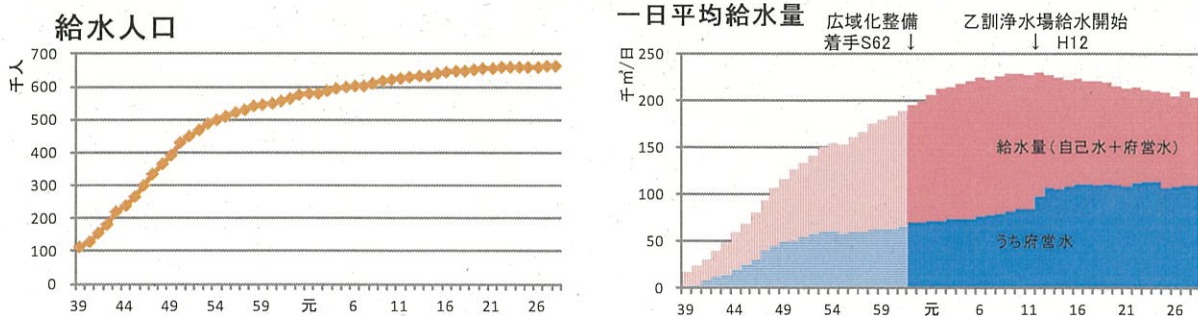 給水人口
千人
700
600
500
400
300
200
100
0
39 44 49 54 59 元 6 11 16 21 26
一日平均給水量
広域化整備
着手S62 ↓
乙訓浄水場給水開始
↓ H12
千㎥/日
250
200
150
100
50
0
給水量(自己水+府営水)
うち府営水
39 44 49 54 59 元 6 11 16 21 26